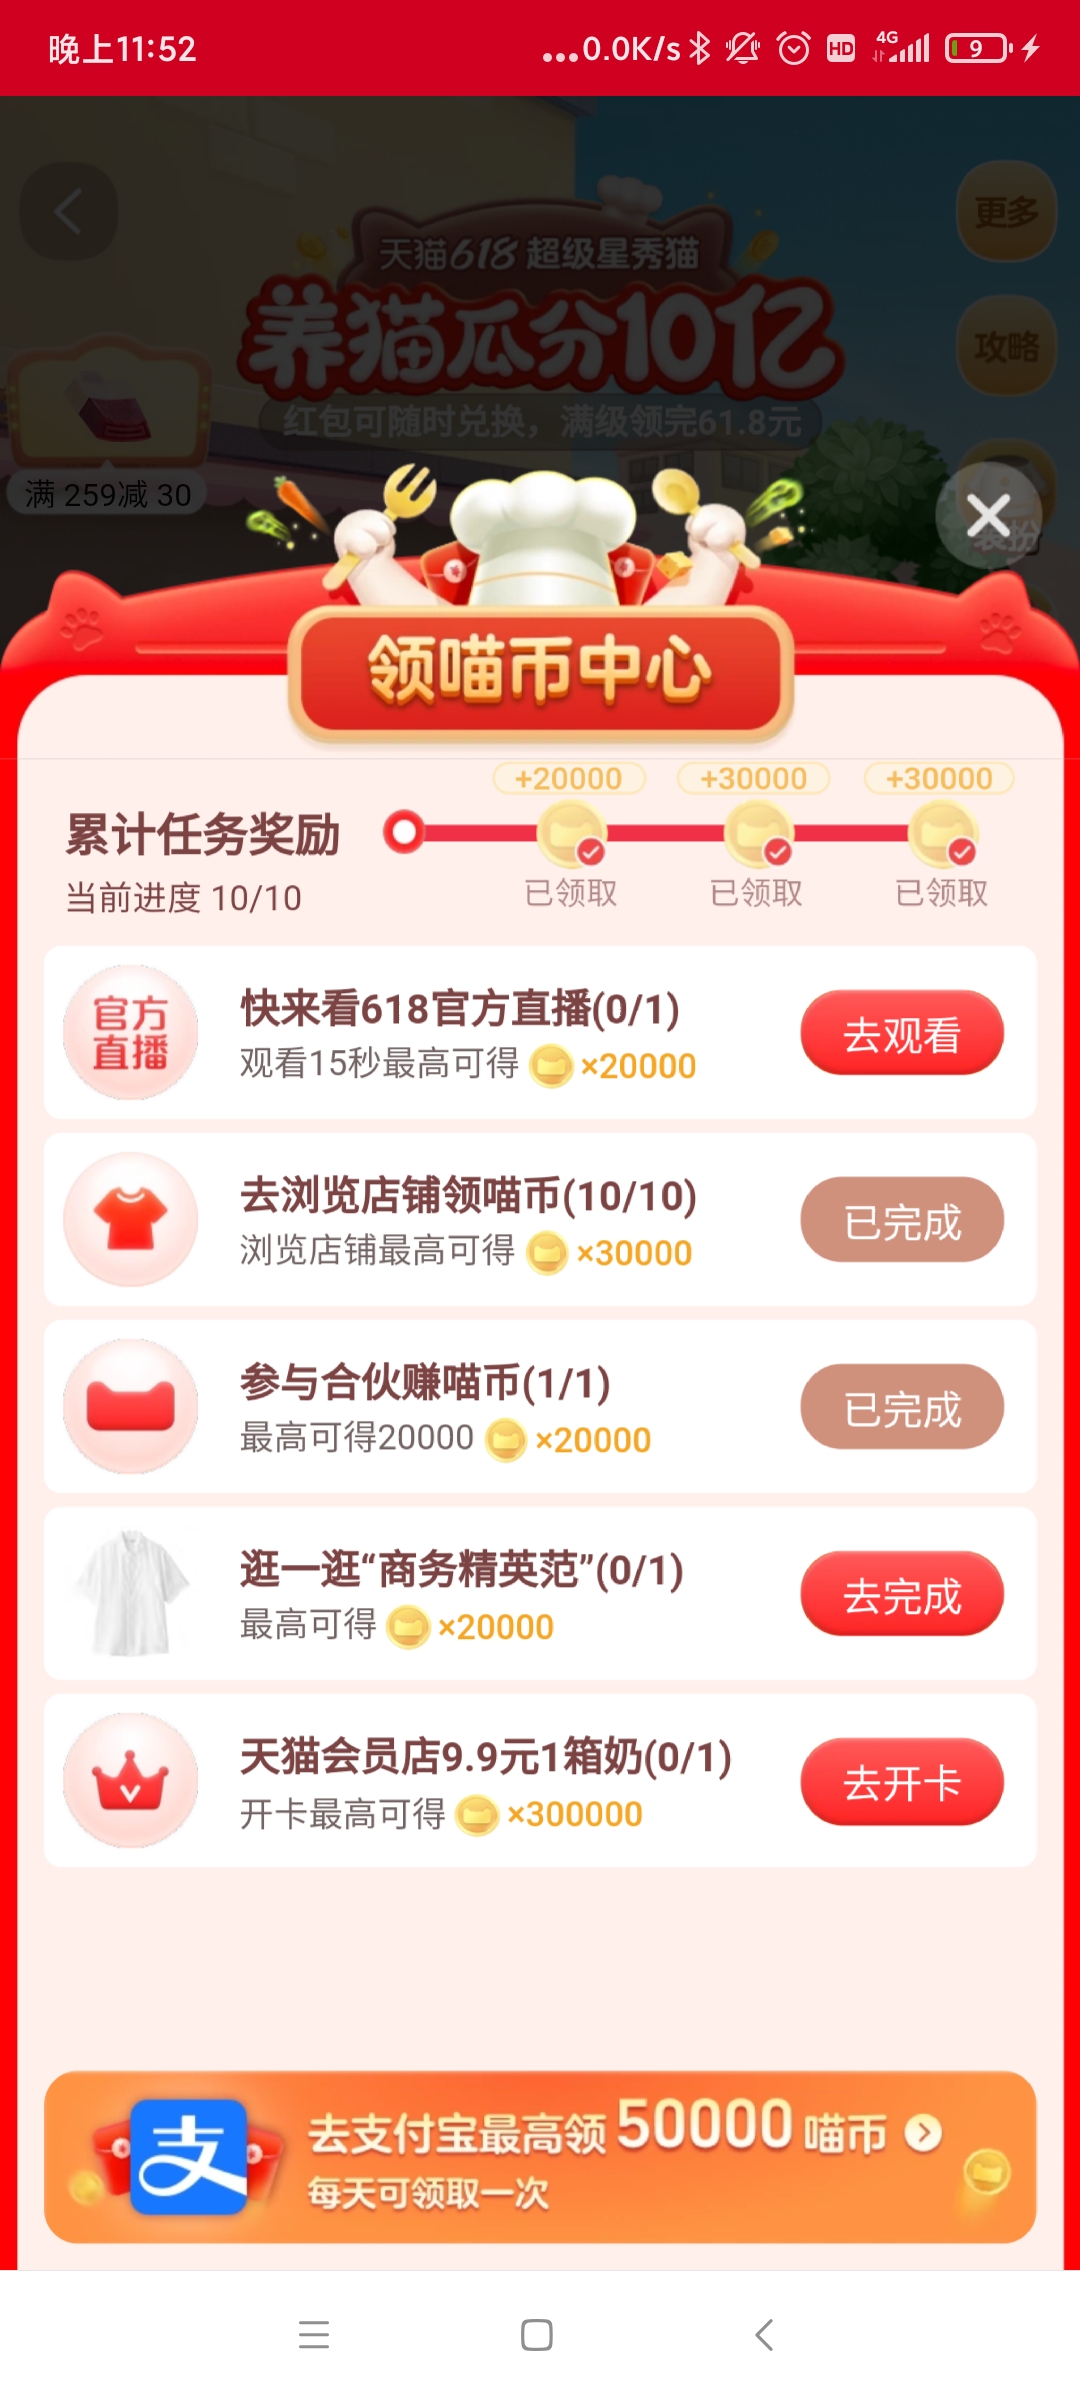 晚上11:52
...0.0K/s
HD
4G
9
更多
天猫618 超级星秀猫
养猫瓜分10亿
攻略
红包可随时兑换，满级领完61.8元
满 259减 30
装扮
领喵币中心
+20000
+30000
+30000
累计任务奖励
当前进度 10/10
已领取
已领取
已领取
官方
直播
快来看618官方直播(0/1)
观看15秒最高可得 ×20000
去观看
去浏览店铺领喵币(10/10)
浏览店铺最高可得 ×30000
已完成
参与合伙赚喵币(1/1)
最高可得20000 ×20000
已完成
逛一逛“商务精英范”(0/1)
最高可得 ×20000
去完成
天猫会员店9.9元1箱奶(0/1)
开卡最高可得 ×300000
去开卡
支
去支付宝最高领50000喵币
每天可领取一次